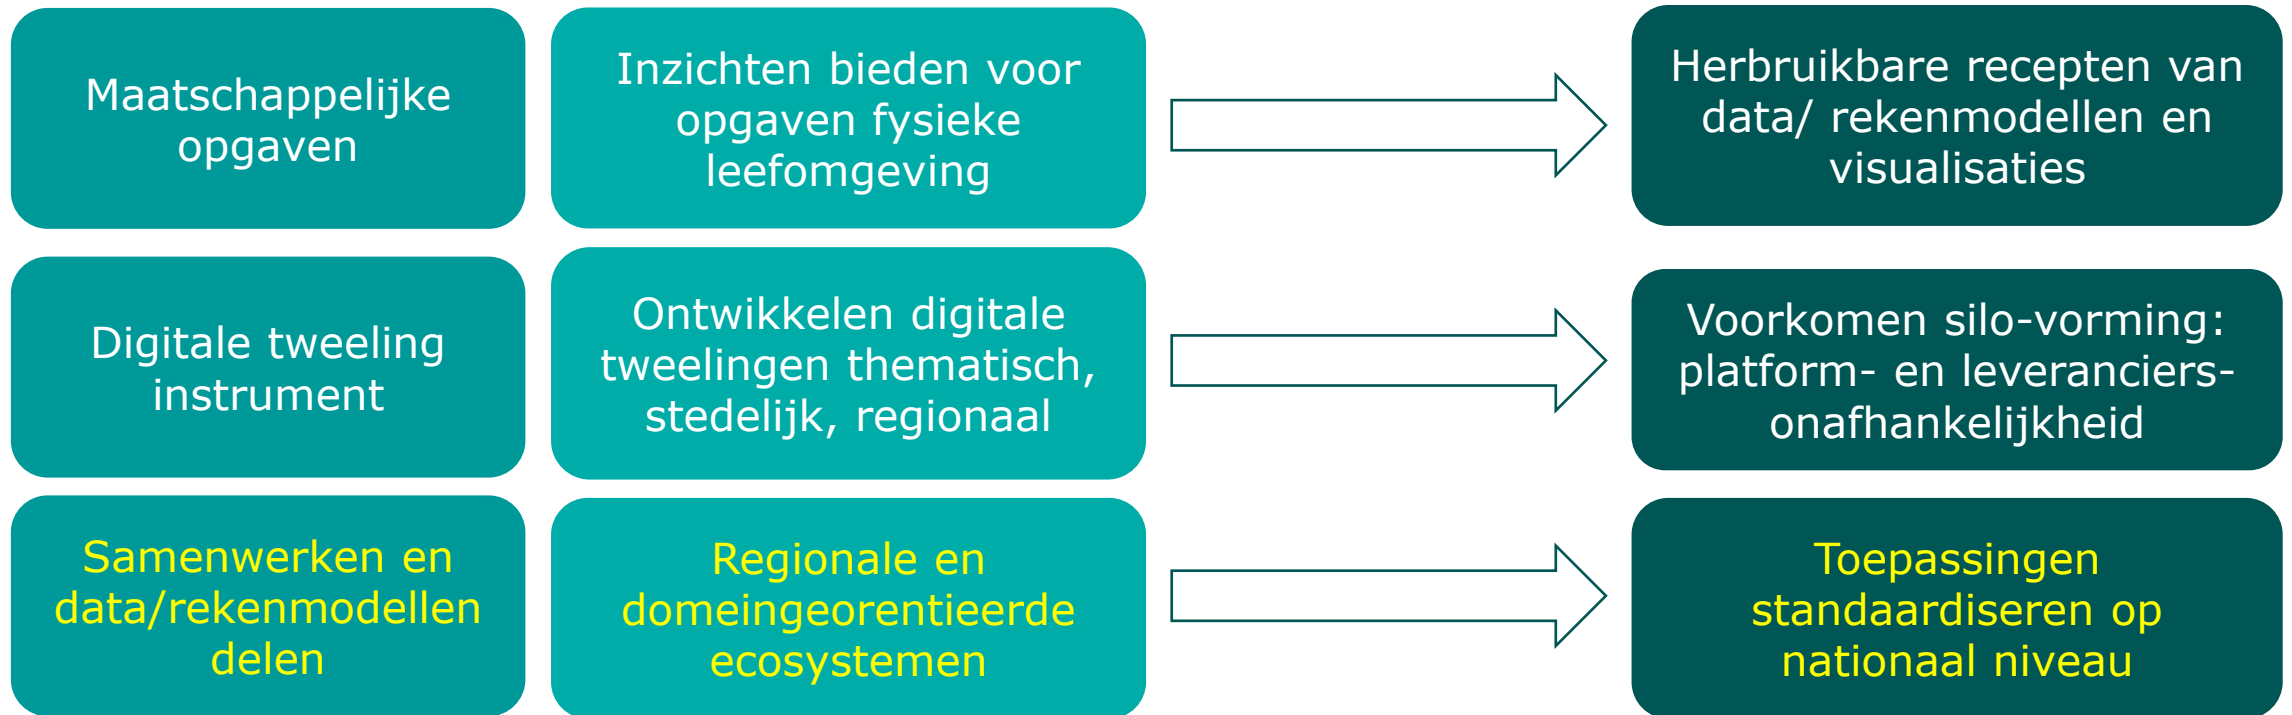 Maatschappelijke
opgaven
Inzichten bieden voor
opgaven fysieke
leefomgeving
Herbruikbare recepten van
data/ rekenmodellen en
visualisaties
Digitale tweeling
instrument
Ontwikkelen digitale
tweelingen thematisch,
stedelijk, regionaal
Voorkomen silo-vorming:
platform- en leveranciers-
onafhankelijkheid
Samenwerken en
data/rekenmodellen
delen
Regionale en
domeingeorentieerde
ecosystemen
Toepassingen
standaardiseren op
nationaal niveau